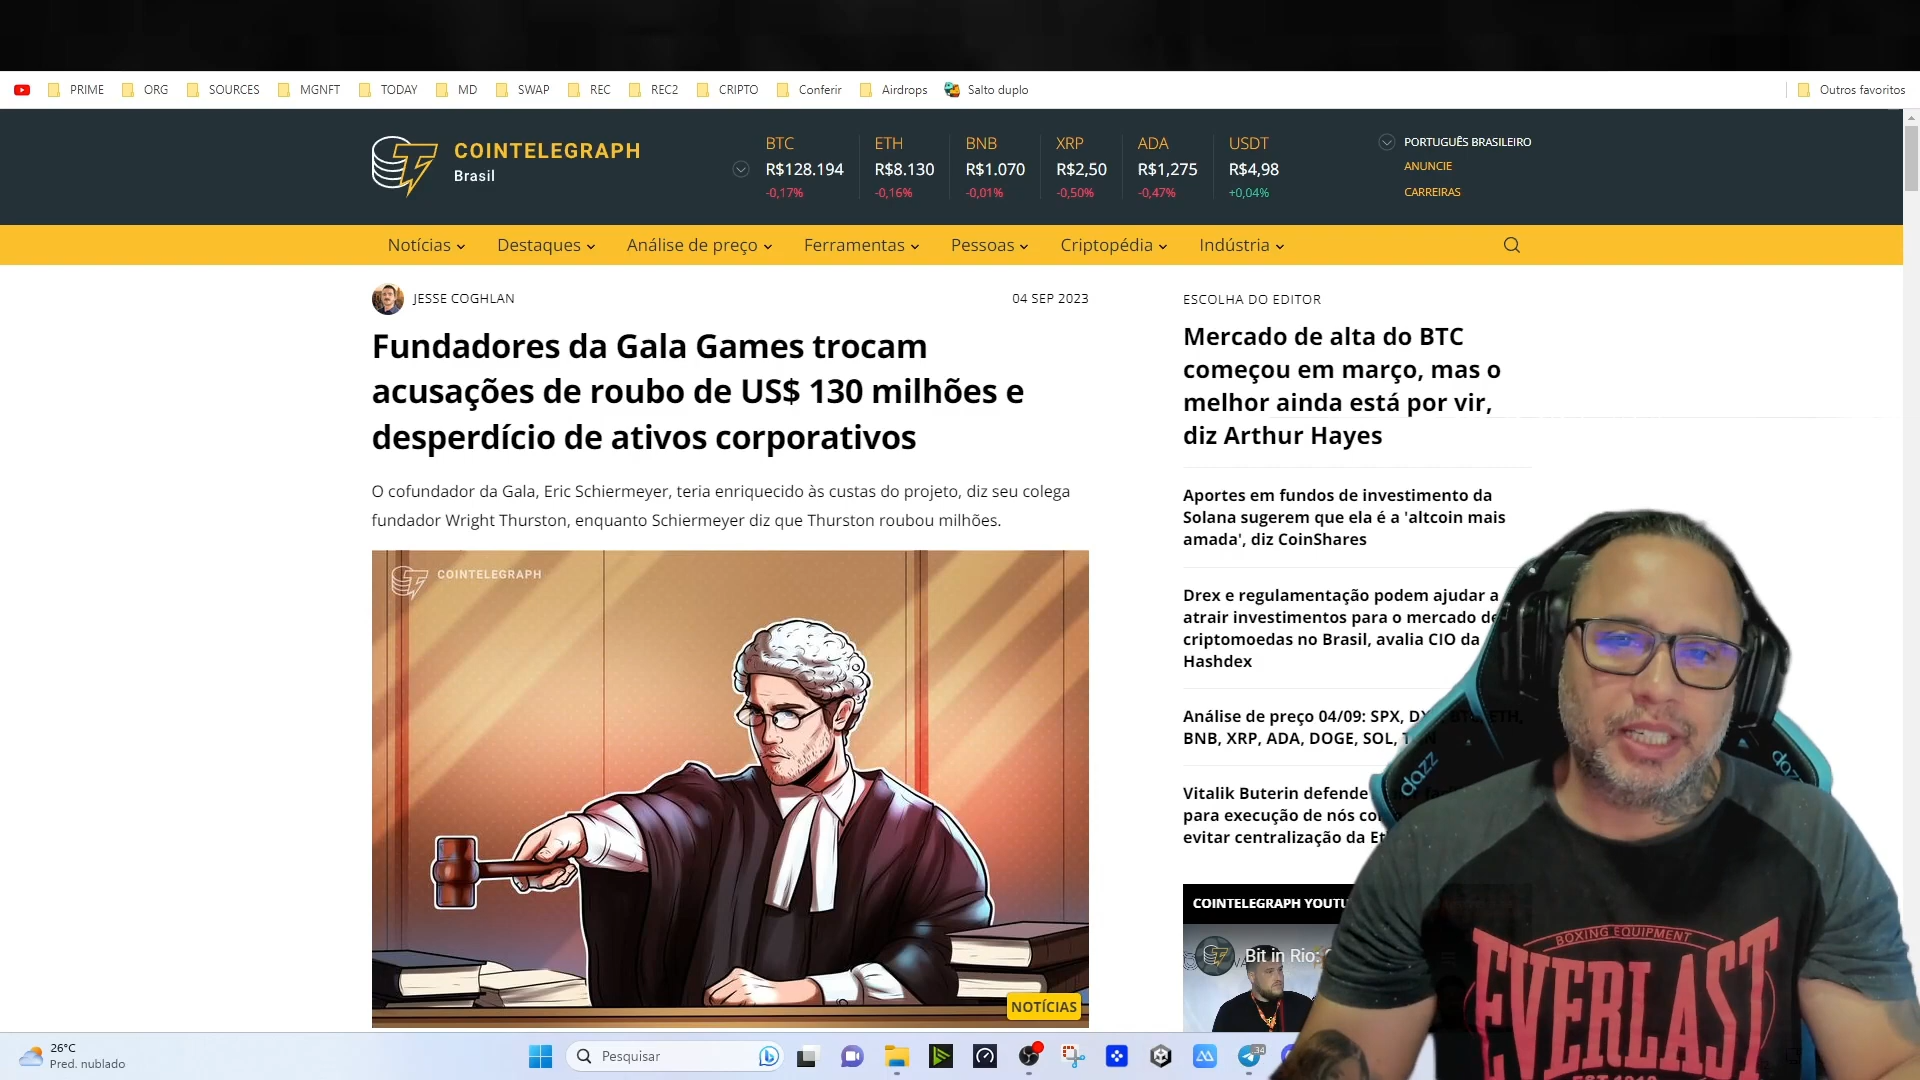 PRIME ORG SOURCES MGNFT TODAY MD SWAP REC REC2 CRIPTO Conferir Airdrops Salto duplo Outros favoritos
COINTELEGRAPH
Brasil
BTC ETH BNB XRP ADA USDT
R$128.194 R$8.130 R$1.070 R$2,50 R$1,275 R$4,98
-0,17% -0,16% -0,01% -0,50% -0,47% +0,04%
PORTUGUÊS BRASILEIRO
ANUNCIE
CARREIRAS
Notícias Destaques Análise de preço Ferramentas Pessoas Criptopédia Indústria
JESSE COGHLAN 04 SEP 2023
Fundadores da Gala Games trocam
acusações de roubo de US$ 130 milhões e
desperdício de ativos corporativos
O cofundador da Gala, Eric Schiermeyer, teria enriquecido às custas do projeto, diz seu colega
fundador Wright Thurston, enquanto Schiermeyer diz que Thurston roubou milhões.
COINTELEGRAPH
NOTÍCIAS
ESCOLHA DO EDITOR
Mercado de alta do BTC
começou em março, mas o
melhor ainda está por vir,
diz Arthur Hayes
Aportes em fundos de investimento da
Solana sugerem que ela é a 'altcoin mais
amada', diz CoinShares
Drex e regulamentação podem ajudar a
atrair investimentos para o mercado de
criptomoedas no Brasil, avalia CIO da
Hashdex
Análise de preço 04/09: SPX, BTC, ETH,
BNB, XRP, ADA, DOGE, SOL,
Vitalik Buterin defende
para execução de nós
evitar centralização da
COINTELEGRAPH
Bit in Rio:
dazz
dazz
BOXING EQUIPMENT
EVERLAST
26°C
Pred. nublado
Pesquisar
34